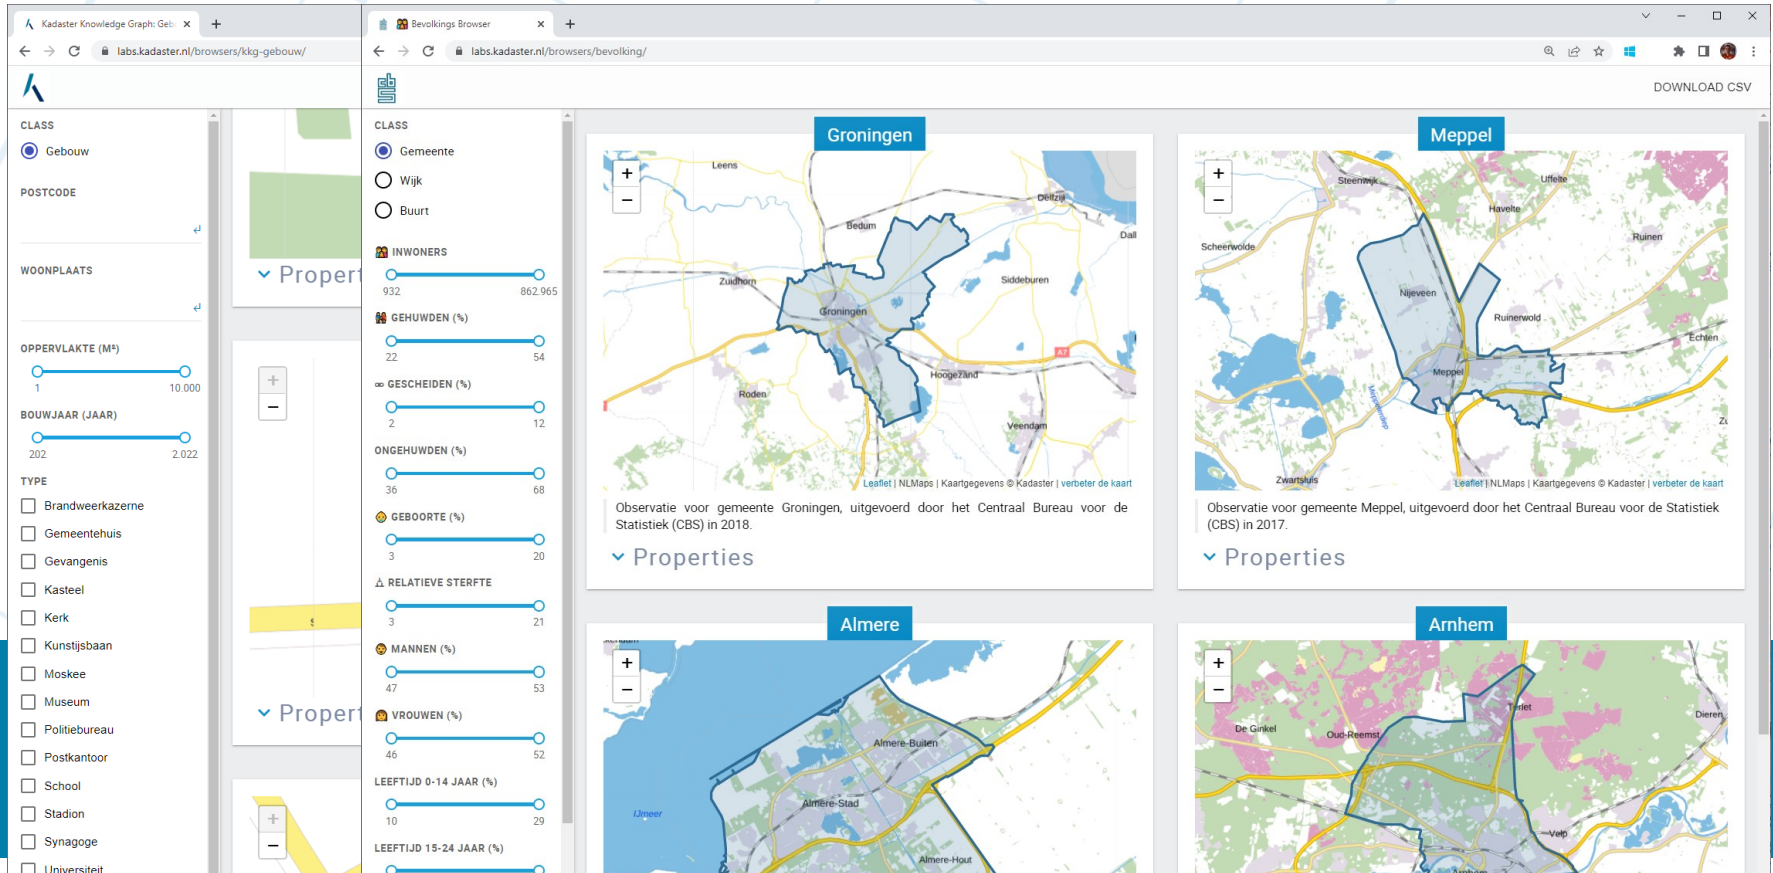 Kadaster Knowledge Graph: Geb
Bevolkings Browser
labs.kadaster.nl/browsers/kkg-gebouw/
labs.kadaster.nl/browsers/bevolking/
DOWNLOAD CSV
CLASS
Gebouw
POSTCODE
WOONPLAATS
OPPERVLAKTE (M²)
1 10.000
BOUWJAAR (JAAR)
202 2.022
TYPE
Brandweerkazerne
Gemeentehuis
Gevangenis
Kasteel
Kerk
Kunstijsbaan
Moskee
Museum
Politiebureau
Postkantoor
School
Stadion
Synagoge
Universiteit
Propert
Propert
CLASS
Gemeente
Wijk
Buurt
INWONERS
932 862.965
GEHUWDEN (%)
22 54
GESCHEIDEN (%)
2 12
ONGEHUWDEN (%)
36 68
GEBOORTE (%)
3 20
RELATIEVE STERFTE
3 21
MANNEN (%)
47 53
VROUWEN (%)
46 52
LEEFTIJD 0-14 JAAR (%)
10 29
LEEFTIJD 15-24 JAAR (%)
Groningen
Leens
Delfzijl
Bedum
Dall
Zuidhorn
Siddeburen
Groningen
A7
Hoogezand
Roden
Veendam
Leaflet | NLMaps | Kaartgegevens © Kadaster | verbeter de kaart
Observatie voor gemeente Groningen, uitgevoerd door het Centraal Bureau voor de
Statistiek (CBS) in 2018.
Properties
Meppel
Steenwijk
Uffelte
Havelte
Ruinen
Scheerwolde
Nijeveen
Ruinerwold
Echten
Meppel
Meppelerdiep
Zu
Zwartsluis
Leaflet | NLMaps | Kaartgegevens © Kadaster | verbeter de kaart
Observatie voor gemeente Meppel, uitgevoerd door het Centraal Bureau voor de Statistiek
(CBS) in 2017.
Properties
Almere
Almere-Buiten
Almere-Stad
IJmeer
Almere-Hout
Arnhem
Terlet
Dieren
De Ginkel
Oud-Reemst
Velp
Arnhem